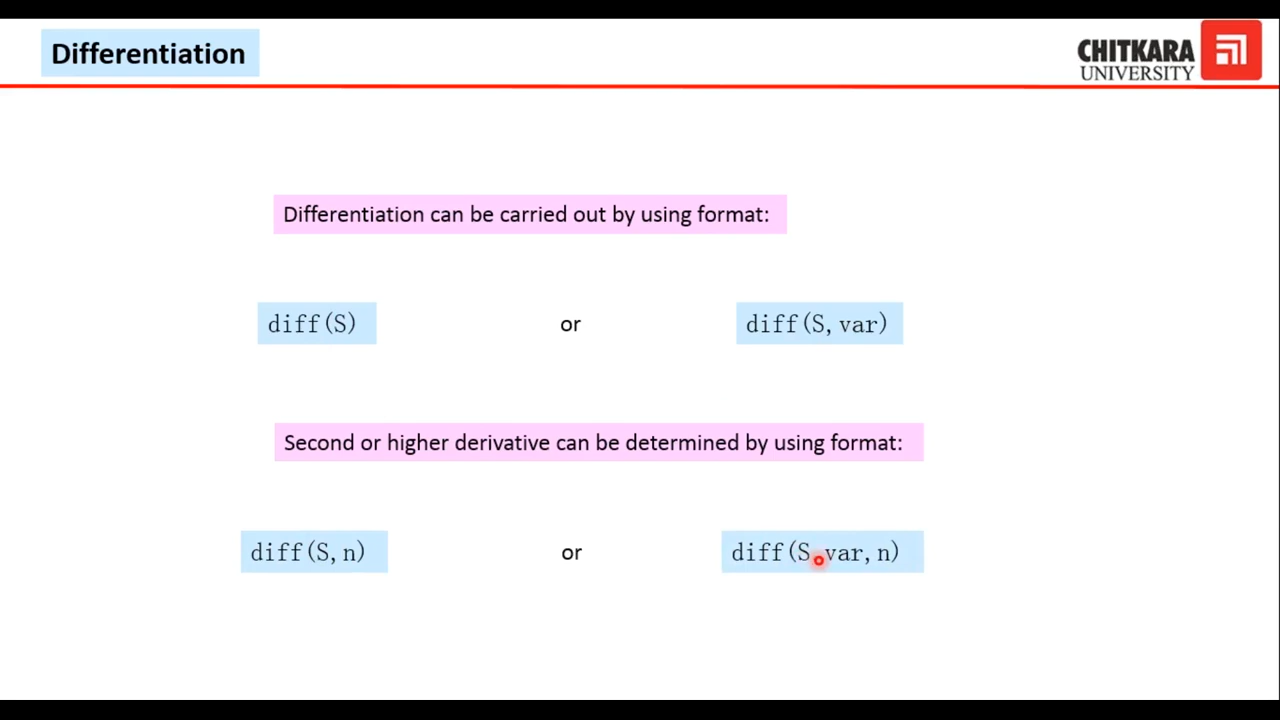 Differentiation
CHITKARA
UNIVERSITY
Differentiation can be carried out by using format:
diff(S) or diff(S,var)
Second or higher derivative can be determined by using format:
diff(S,n) or diff(S,var,n)